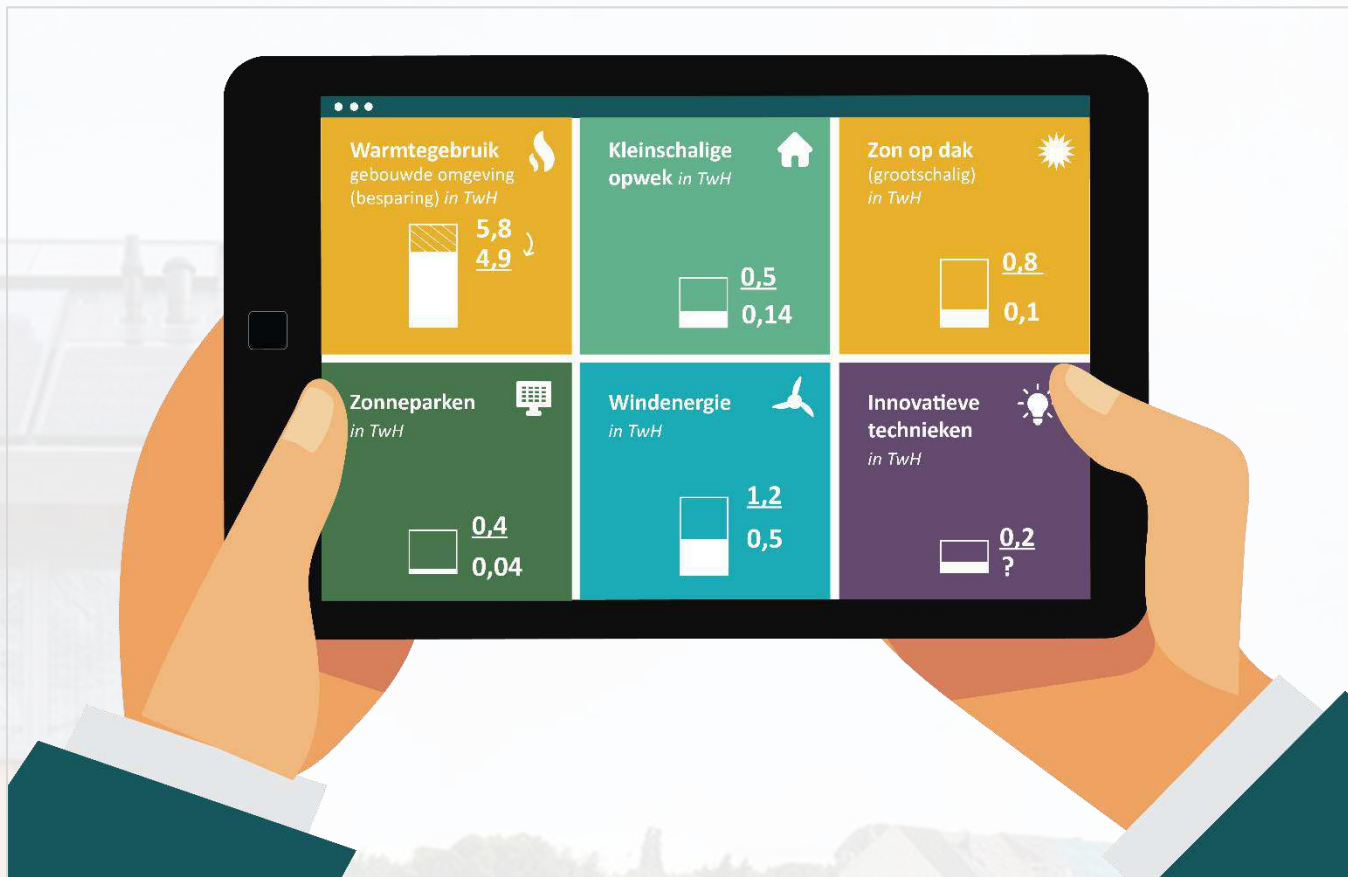 Warmtegebruik
gebouwde omgeving
(besparing) in TwH
5,8
4,9
Kleinschalige
opwek in TwH
0,5
0,14
Zon op dak
(grootschalig)
in TwH
0,8
0,1
Zonneparken
in TwH
0,4
0,04
Windenergie
in TwH
1,2
0,5
Innovatieve
technieken
in TwH
0,2
?